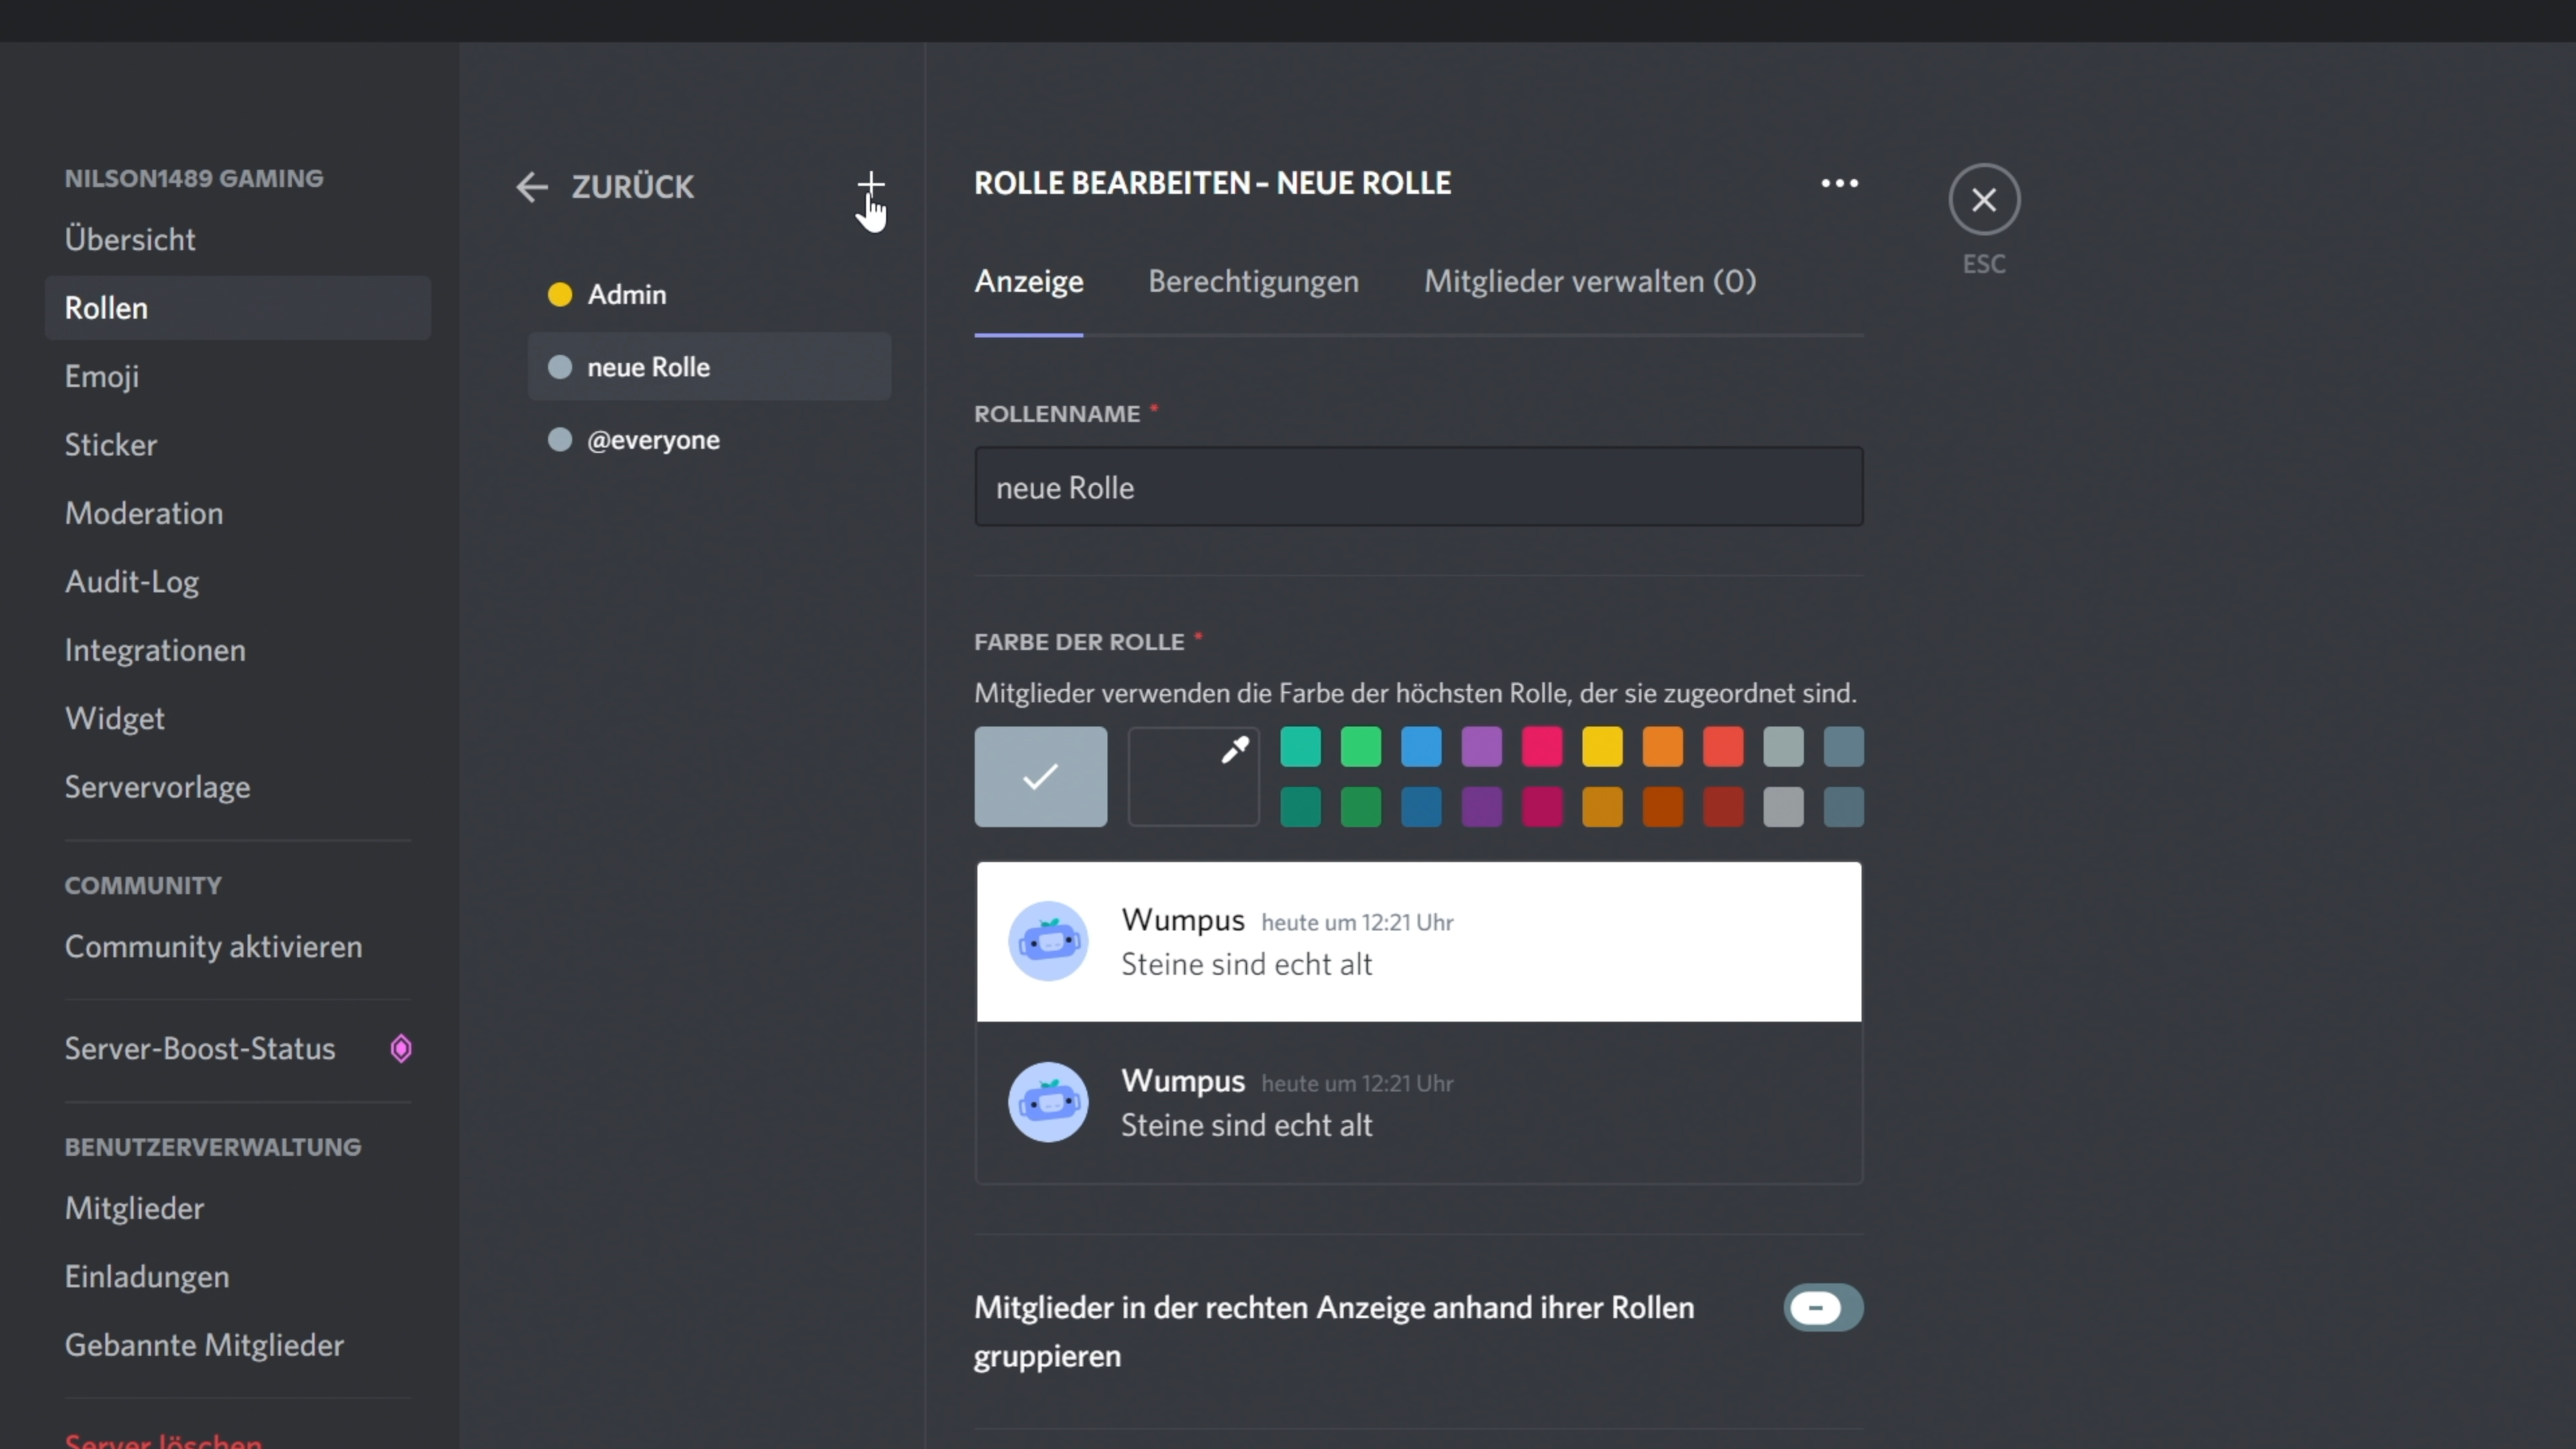 NILSON1489 GAMING
Übersicht
Rollen
Emoji
Sticker
Moderation
Audit-Log
Integrationen
Widget
Servervorlage
COMMUNITY
Community aktivieren
Server-Boost-Status
BENUTZERVERWALTUNG
Mitglieder
Einladungen
Gebannte Mitglieder
Server löschen
ZURÜCK
Admin
neue Rolle
@everyone
ROLLE BEARBEITEN – NEUE ROLLE
Anzeige Berechtigungen Mitglieder verwalten (0)
ROLLENNAME *
neue Rolle
FARBE DER ROLLE *
Mitglieder verwenden die Farbe der höchsten Rolle, der sie zugeordnet sind.
Wumpus heute um 12:21 Uhr
Steine sind echt alt
Wumpus heute um 12:21 Uhr
Steine sind echt alt
Mitglieder in der rechten Anzeige anhand ihrer Rollen
gruppieren
ESC